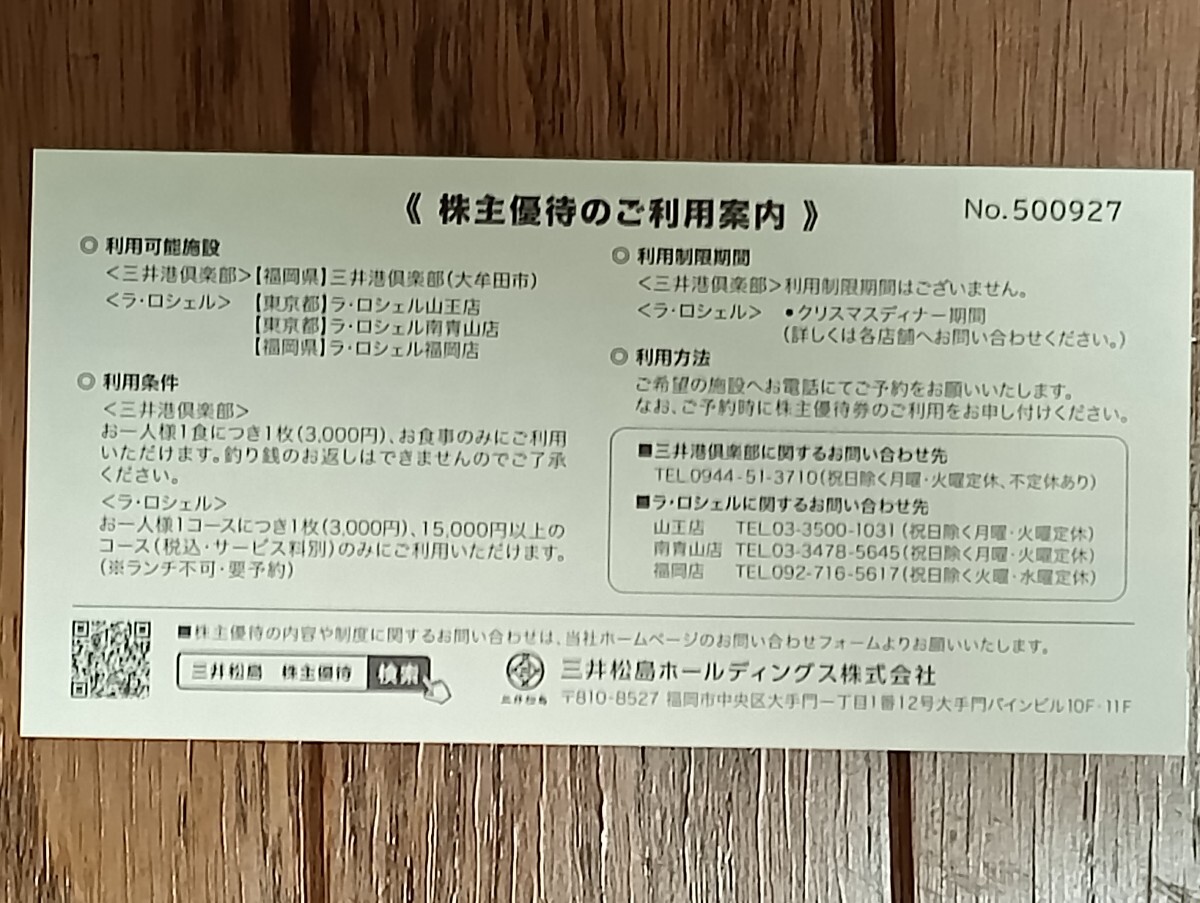 《 株主優待のご利用案内 》
No.500927
◎ 利用可能施設
＜三井港倶楽部＞【福岡県】三井港倶楽部（大牟田市）
＜ラ・ロシェル＞ 【東京都】ラ・ロシェル山王店
【東京都】ラ・ロシェル南青山店
【福岡県】ラ・ロシェル福岡店
◎ 利用条件
＜三井港倶楽部＞
お一人様1食につき1枚（3,000円）、お食事のみにご利用
いただけます。釣り銭のお返しはできませんのでご了承
ください。
＜ラ・ロシェル＞
お一人様1コースにつき1枚（3,000円）、15,000円以上の
コース（税込・サービス料別）のみにご利用いただけます。
（※ランチ不可・要予約）
◎ 利用制限期間
＜三井港倶楽部＞利用制限期間はございません。
＜ラ・ロシェル＞ •クリスマスディナー期間
（詳しくは各店舗へお問い合わせください。）
◎ 利用方法
ご希望の施設へお電話にてご予約をお願いいたします。
なお、ご予約時に株主優待券のご利用をお申し付けください。
■三井港倶楽部に関するお問い合わせ先
TEL.0944-51-3710（祝日除く月曜・火曜定休、不定休あり）
■ラ・ロシェルに関するお問い合わせ先
山王店 TEL.03-3500-1031（祝日除く月曜・火曜定休）
南青山店 TEL.03-3478-5645（祝日除く月曜・火曜定休）
福岡店 TEL.092-716-5617（祝日除く火曜・水曜定休）
■株主優待の内容や制度に関するお問い合わせは、当社ホームページのお問い合わせフォームよりお願いいたします。
三井松島 株主優待 検索
三井松島
三井松島ホールディングス株式会社
〒810-8527 福岡市中央区大手門一丁目1番12号大手門パインビル10F・11F